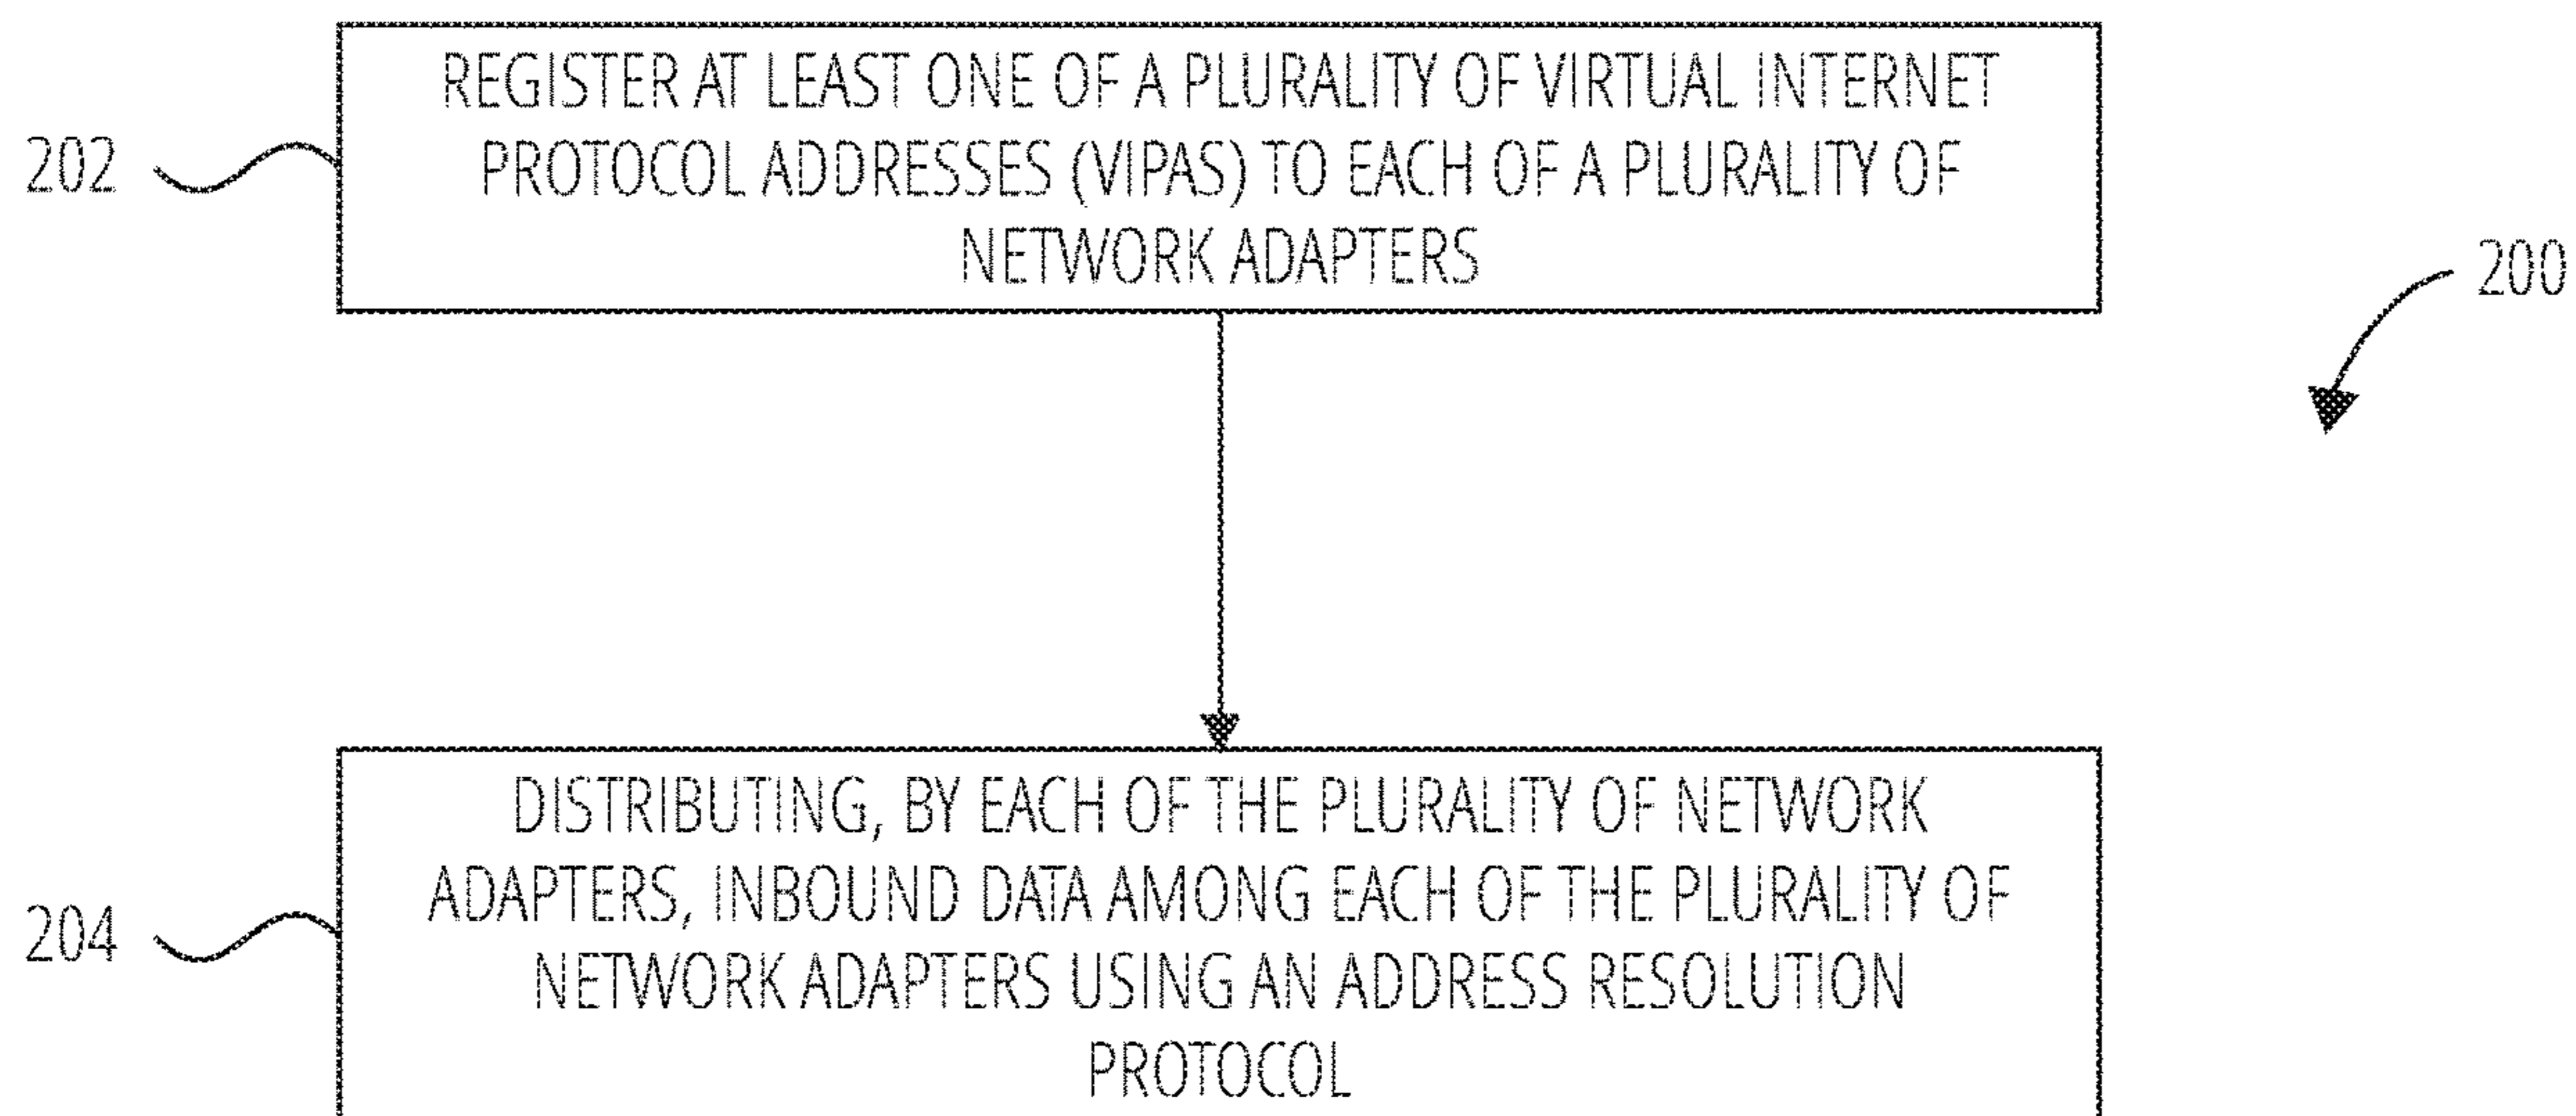 REGISTER AT LEAST ONE OF A PLURALITY OF VIRTUAL INTERNET
PROTOCOL ADDRESSES (VIPAS) TO EACH OF A PLURALITY OF
NETWORK ADAPTERS
202
200
DISTRIBUTING, BY EACH OF THE PLURALITY OF NETWORK
ADAPTERS, INBOUND DATA AMONG EACH OF THE PLURALITY OF
NETWORK ADAPTERS USING AN ADDRESS RESOLUTION
PROTOCOL
204